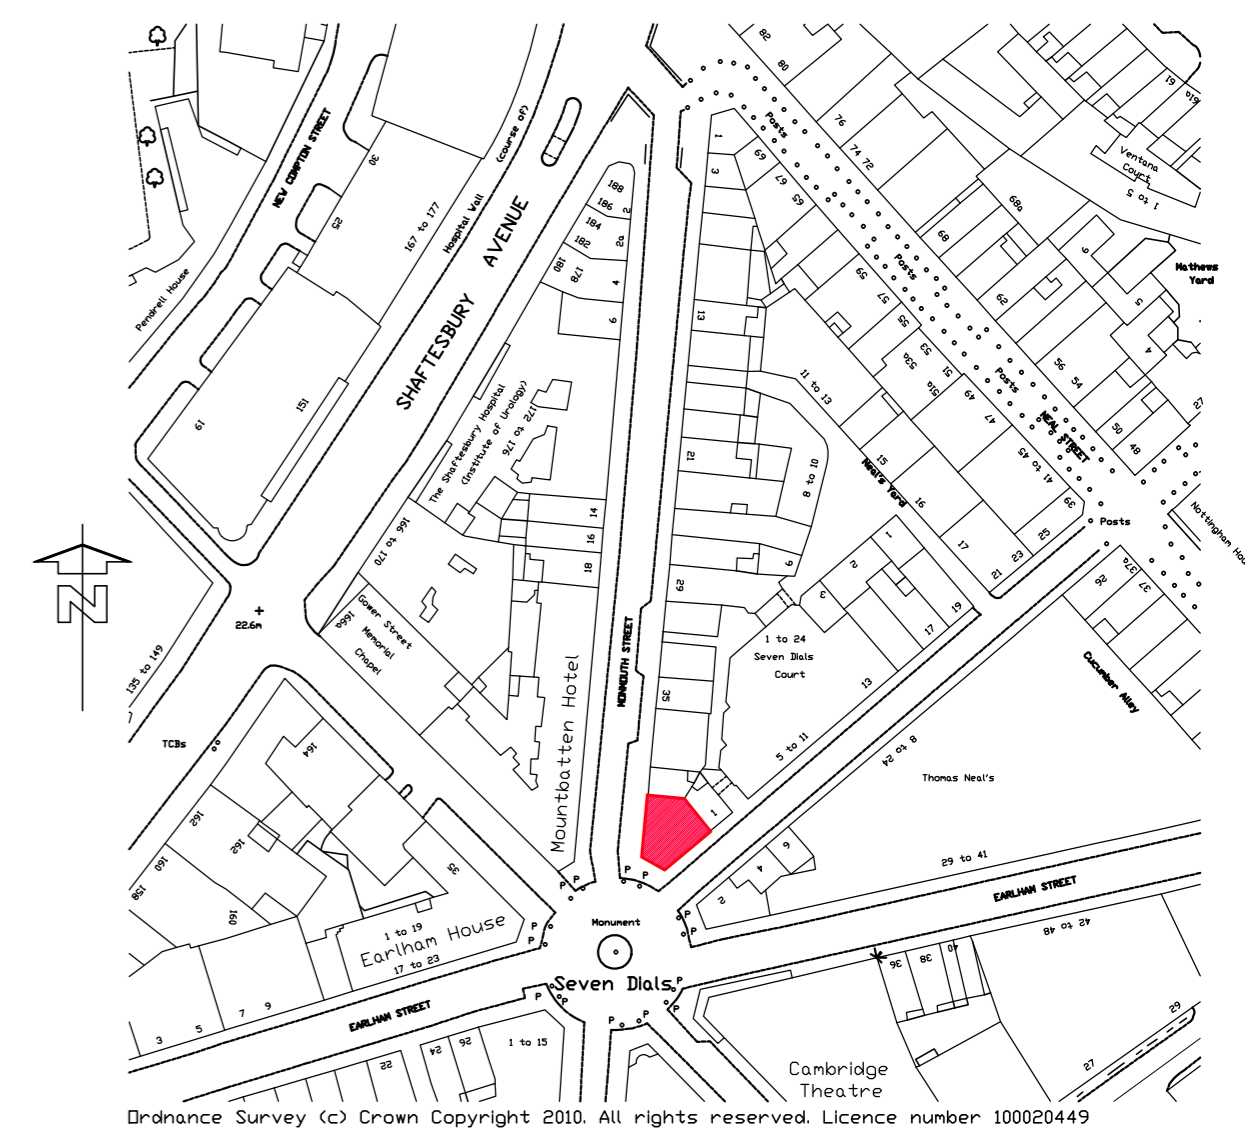 82
80
76
74 72
68
68a
61
61a
Ventana
Court
1 to 5
Mathews
Yard
6
5
4
27
62
56
54
50
48
NEAL STREET
Posts
Posts
Posts
Posts
Nottingham Hou
NEW COMPTON STREET
Pendrell House
30
25
167 to 177
Hospital Wall
(course of)
SHAFTESBURY AVENUE
151
61
188
186
184
182
180
178
2
2a
4
6
The Shaftesbury Hospital
(Institute of Urology)
172 to 176
166 to 170
166a
Gower Street
Memorial
Chapel
14
16
18
1
3
13
21
29
35
69
67
65
59
57
55
53
53a
51
51a
49
47
41 to 45
39
11 to 13
15
16
17
Neal's Yard
8 to 10
9
25
23
21
1
2
3
19
17
13
5 to 11
1 to 24
Seven Dials
Court
26
37a
37
Cucumber Alley
22.6m
135 to 149
TCBs
164
162
162
160
160
158
35
MONMOUTH STREET
Mountbatten Hotel
1
8 to 24
Thomas Neal's
6
4
2
29 to 41
EARLHAM STREET
42 to 48
40
38
36
P
P
P
P
P
P
P
P
P
P
P
P
P
P
Monument
Seven Dials
1 to 19
Earlham House
17 to 23
9
7
5
3
EARLHAM STREET
22
24
26
1 to 15
29
27
Cambridge
Theatre
N
Ordnance Survey (c) Crown Copyright 2010. All rights reserved. Licence number 100020449